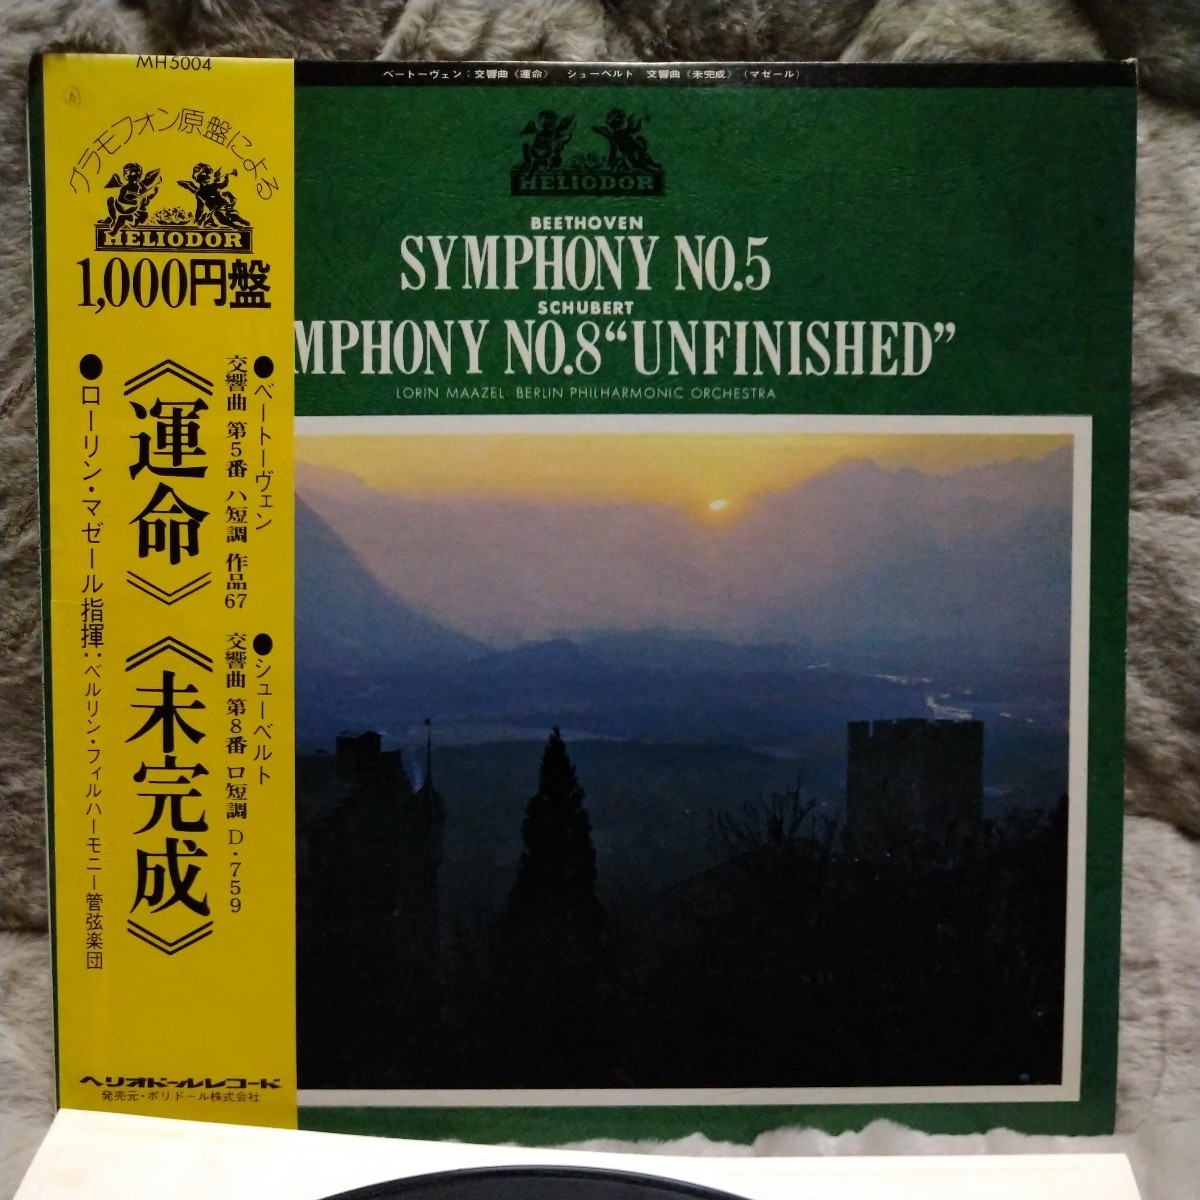 MH5004
グラモフォン原盤による
HELIODOR
1,000円盤
●ベートーヴェン
交響曲 第5番 ハ短調 作品67
●シューベルト
交響曲 第8番 ロ短調 D・759
《運命》《未完成》
●ローリン・マゼール指揮:ベルリン・フィルハーモニー管弦楽団
ヘリオドールレコード
発売元・ポリドール株式会社
ベートーヴェン:交響曲《運命》 シューベルト 交響曲《未完成》(マゼール)
HELIODOR
BEETHOVEN
SYMPHONY NO.5
SCHUBERT
MPHONY NO.8“UNFINISHED”
LORIN MAAZEL· BERLIN PHILHARMONIC ORCHESTRA